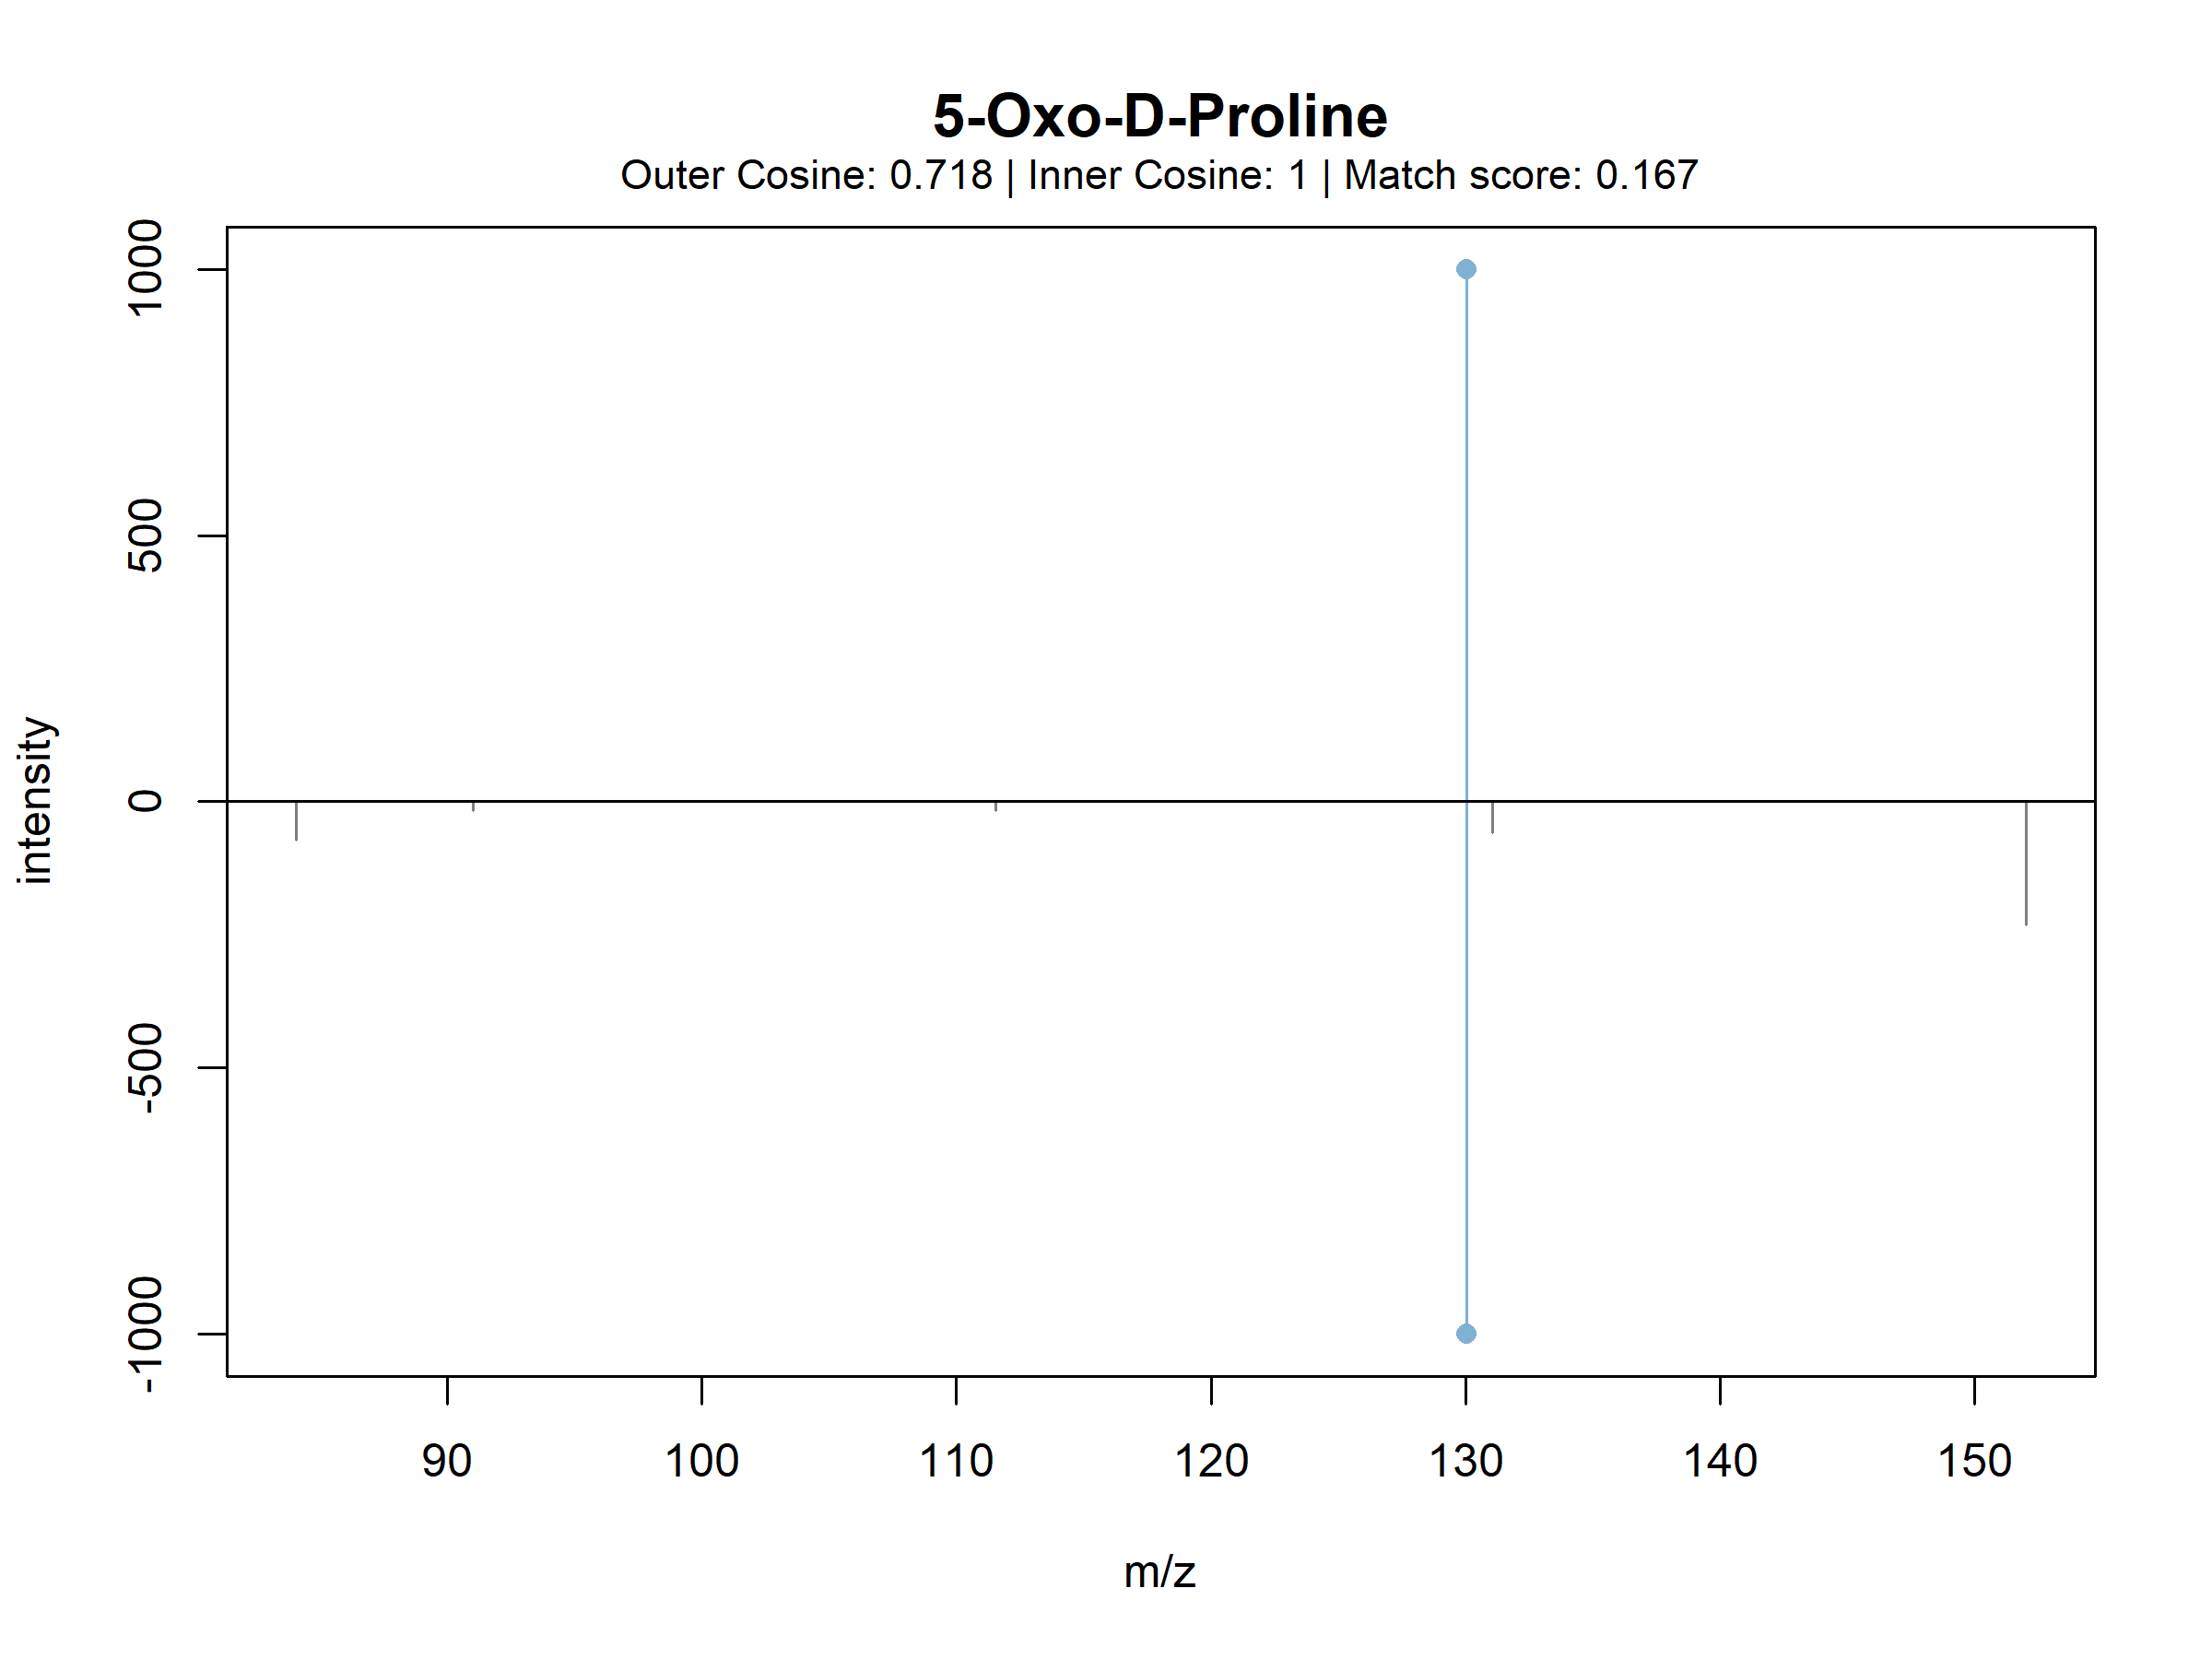 5-Oxo-D-Proline
Outer Cosine: 0.718 | Inner Cosine: 1 | Match score: 0.167
1000
500
0
-500
-1000
intensity
90 100 110 120 130 140 150
m/z